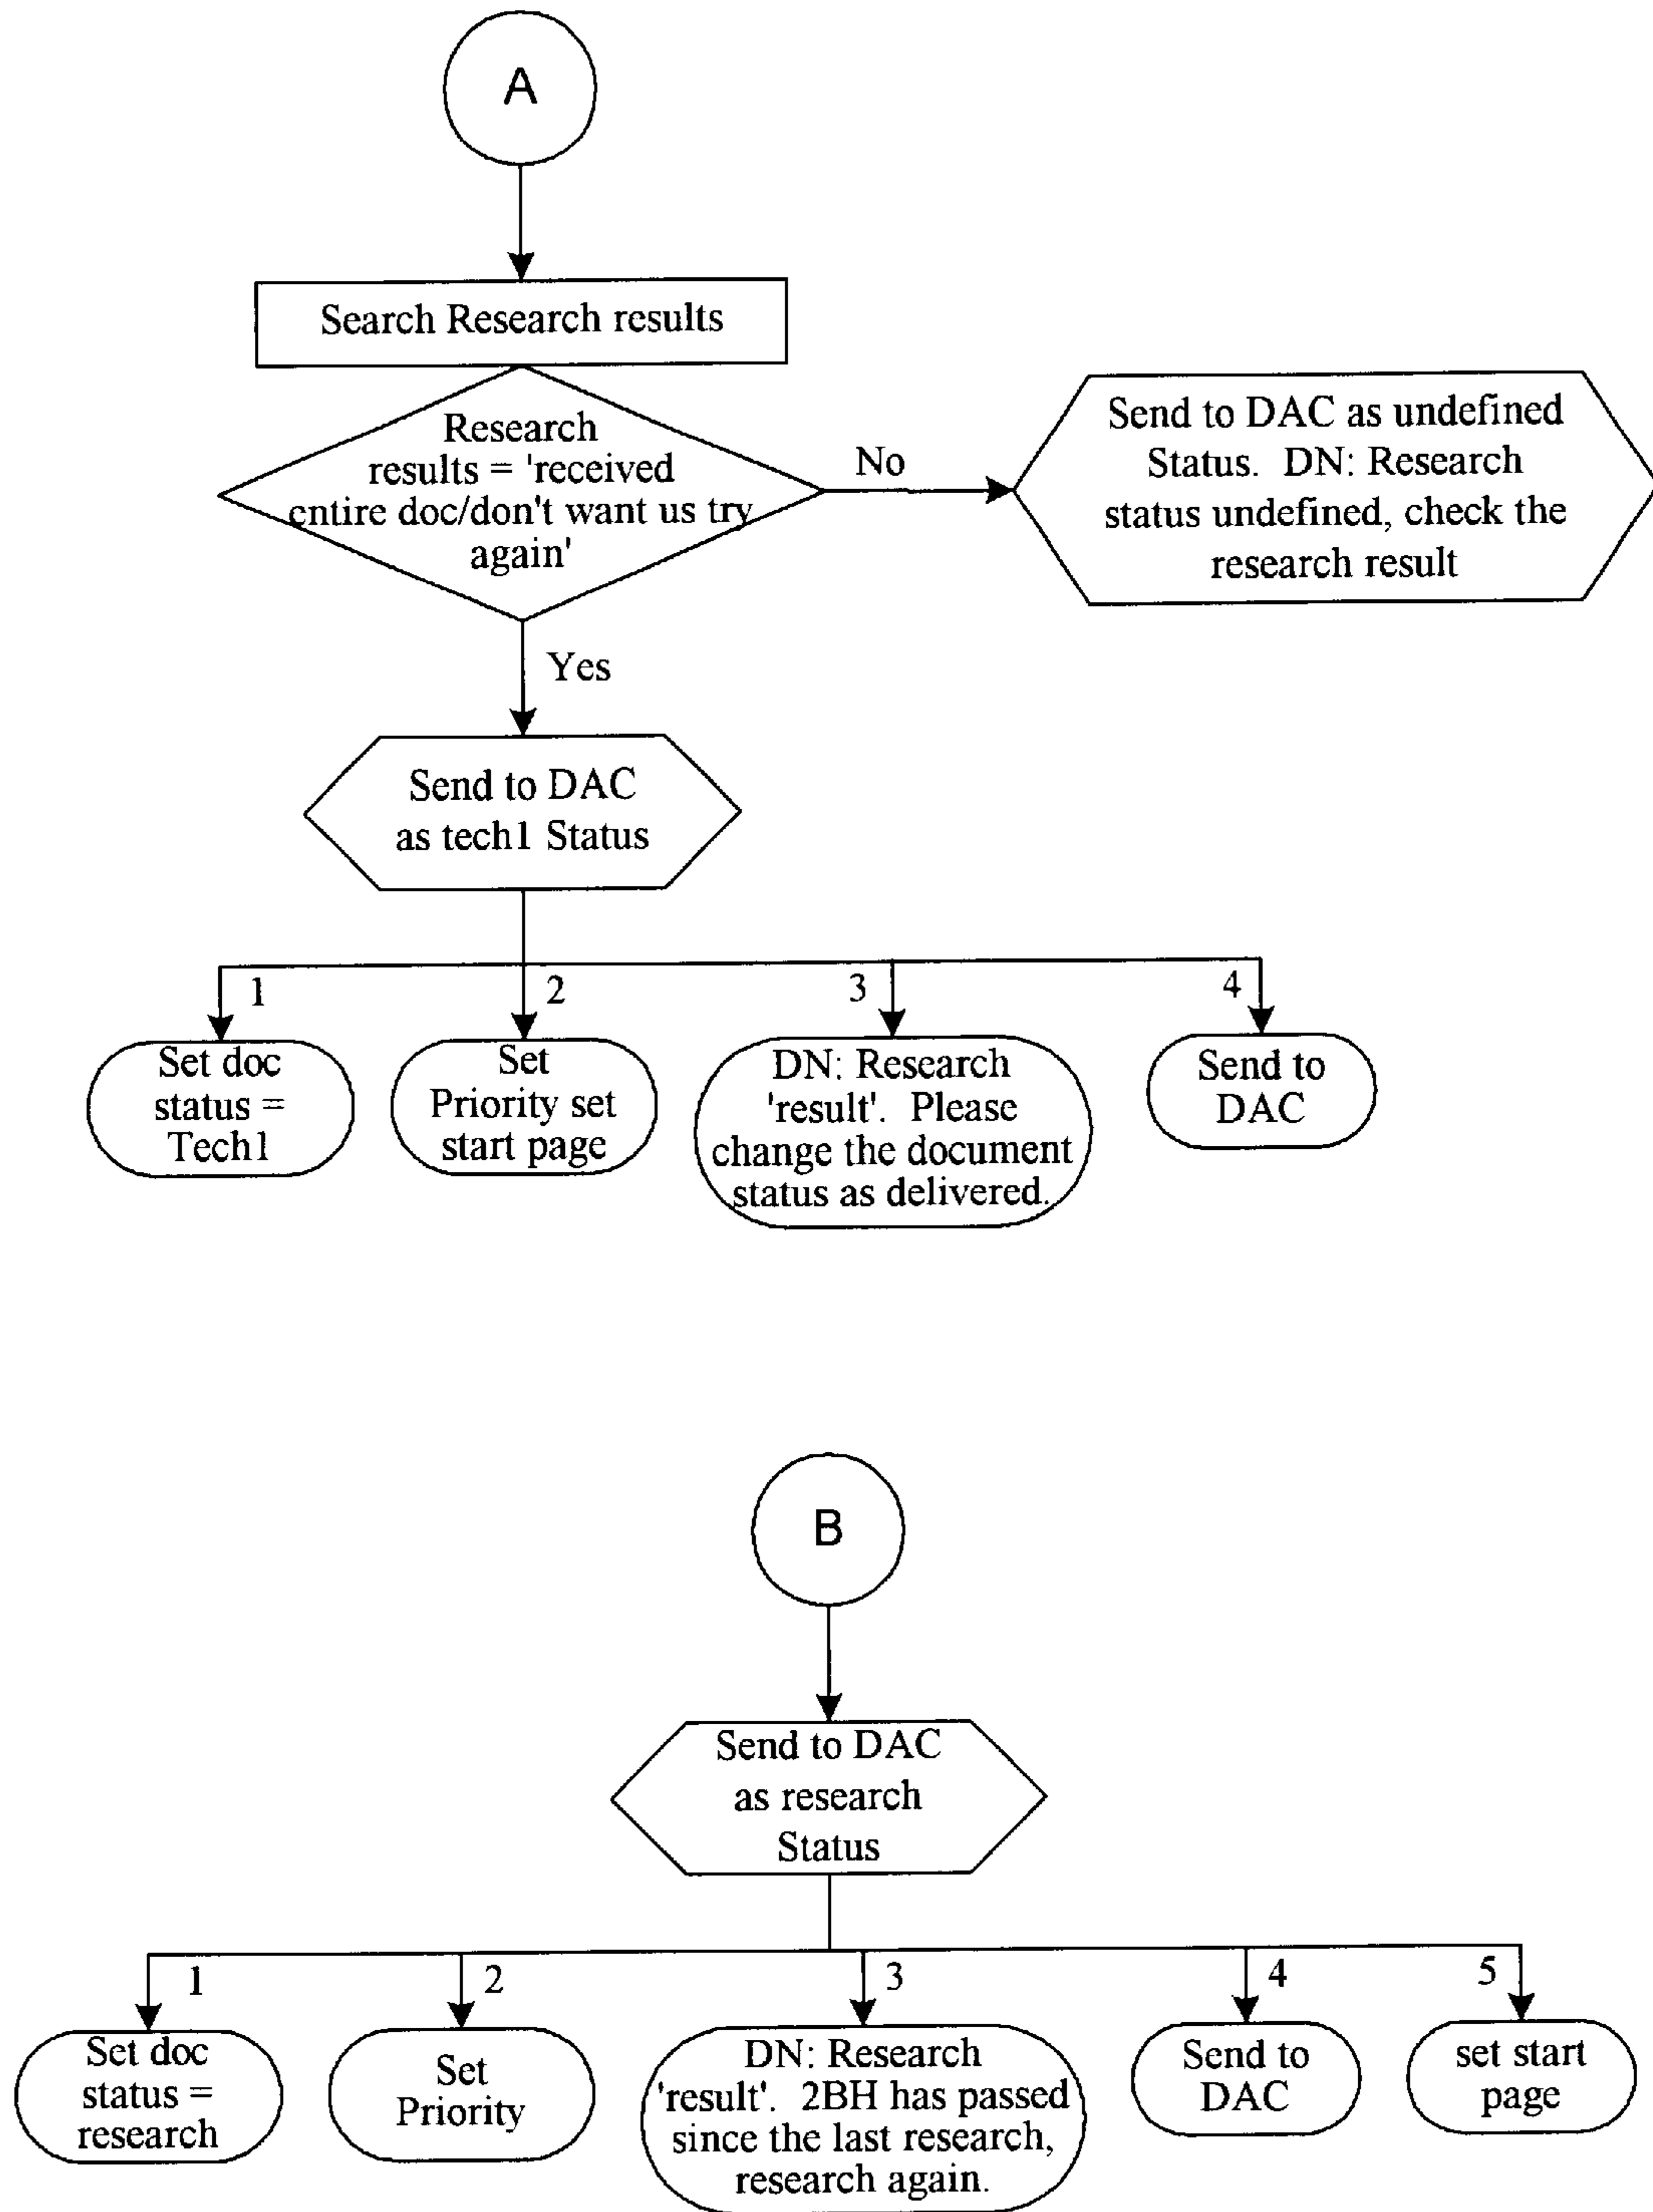 A
Search Research results
Research
results = 'received
entire doc/don't want us try
again'
No
Send to DAC as undefined
Status.  DN: Research
status undefined, check the
research result
Yes
Send to DAC
as tech1 Status
1
2
3
4
Set doc
status =
Tech1
Set
Priority set
start page
DN: Research
'result'.  Please
change the document
status as delivered.
Send to
DAC
B
Send to DAC
as research
Status
1
2
3
4
5
Set doc
status =
research
Set
Priority
DN: Research
'result'.  2BH has passed
since the last research,
research again.
Send to
DAC
set start
page